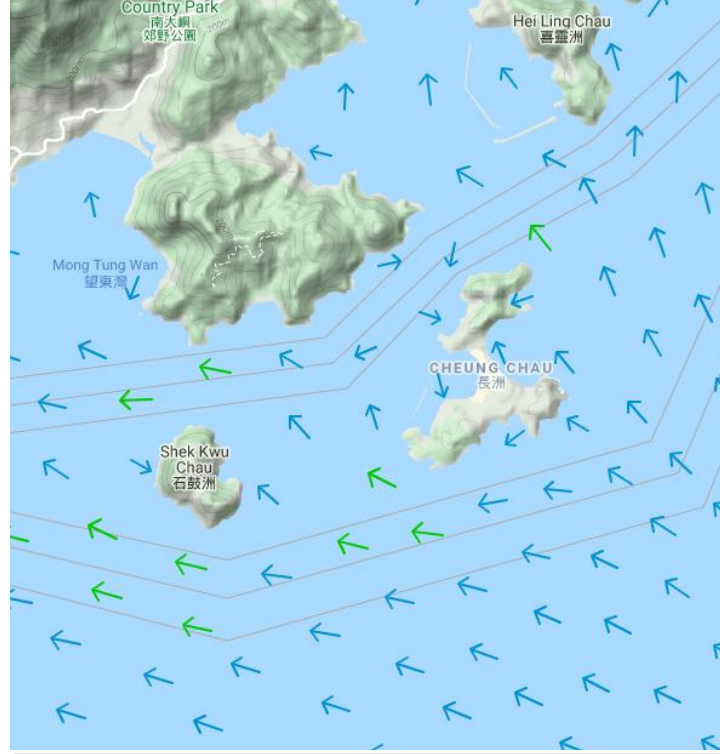 Country Park
南大嶼
郊野公園
200m
Hei Ling Chau
喜靈洲
Mong Tung Wan
望東灣
CHEUNG CHAU
長洲
Shek Kwu
Chau
石鼓洲